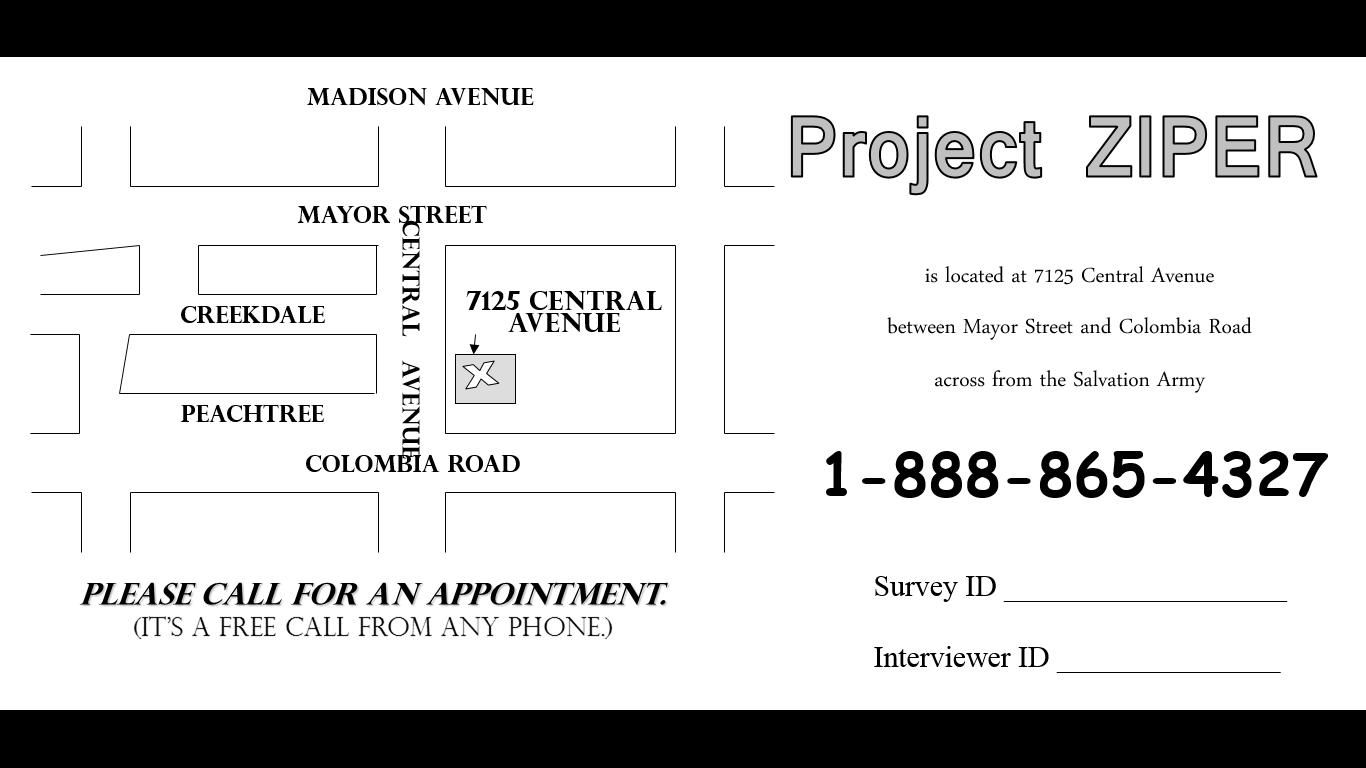 MADISON AVENUE
MAYOR STREET
CENTRAL AVENUE
7125 CENTRAL
AVENUE
X
CREEKDALE
PEACHTREE
COLOMBIA ROAD
PLEASE CALL FOR AN APPOINTMENT.
(IT'S A FREE CALL FROM ANY PHONE.)
Project ZIPER
is located at 7125 Central Avenue
between Mayor Street and Colombia Road
across from the Salvation Army
1-888-865-4327
Survey ID ____________________
Interviewer ID ________________